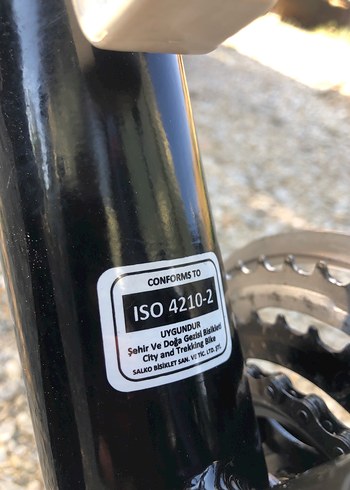 CONFORMS TO
ISO 4210-2
UYGUNDUR
Şehir Ve Doğa Gezisi Bisikleti
City and Trekking Bike
SALKO BİSİKLET SAN. VE TİC. LTD. ŞTİ.